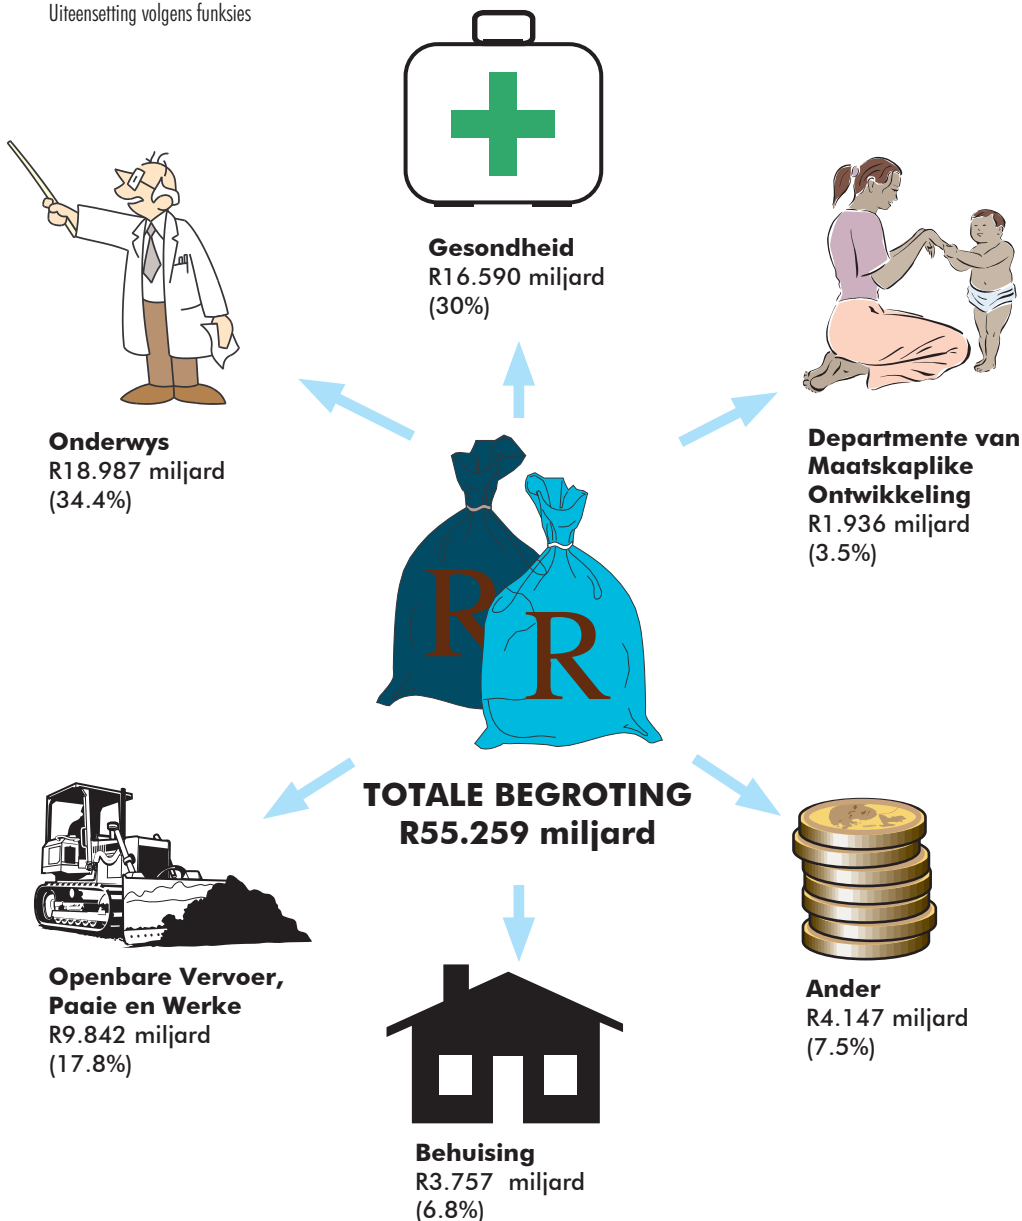 Uiteensetting volgens funksies
Gesondheid
R16.590 miljard
(30%)
Onderwys
R18.987 miljard
(34.4%)
Departmente van
Maatskaplike
Ontwikkeling
R1.936 miljard
(3.5%)
R
R
TOTALE BEGROTING
R55.259 miljard
Openbare Vervoer,
Paaie en Werke
R9.842 miljard
(17.8%)
Ander
R4.147 miljard
(7.5%)
Behuising
R3.757 miljard
(6.8%)